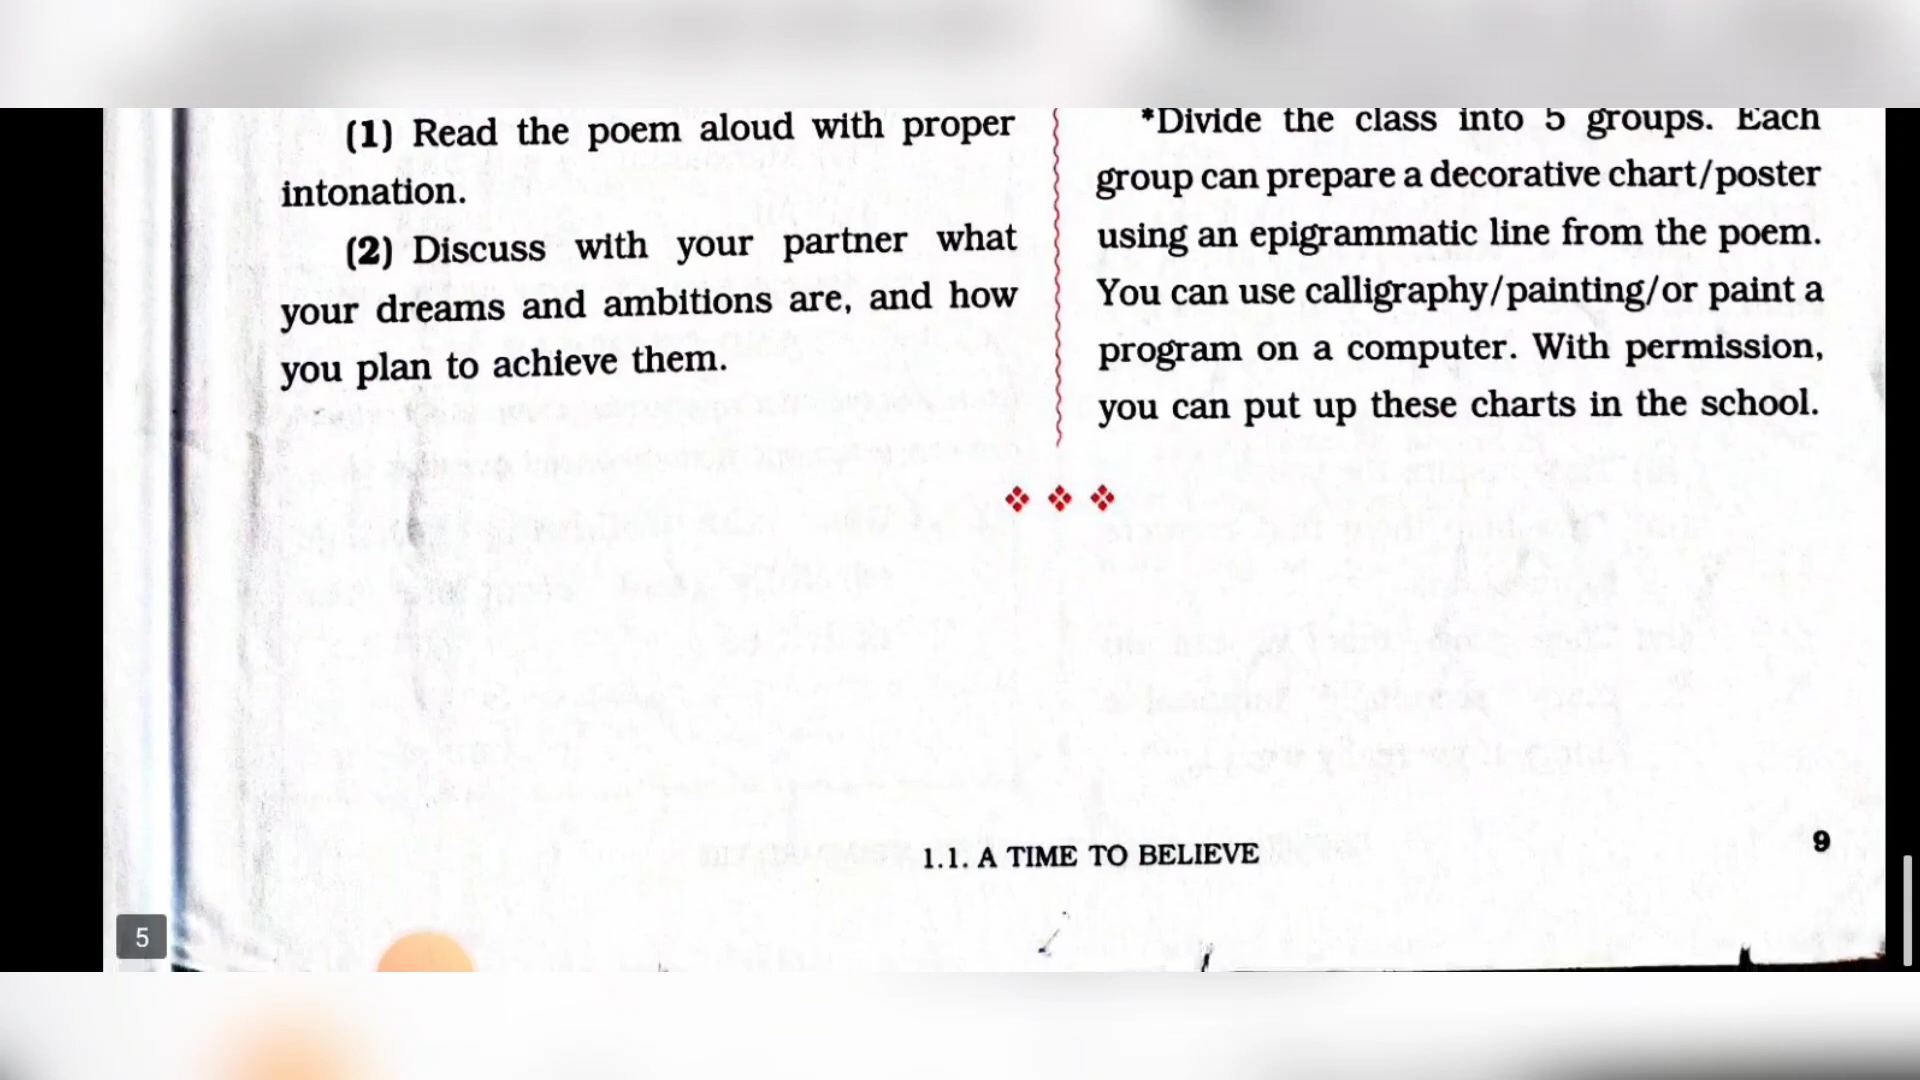 (1) Read the poem aloud with proper
intonation.
(2) Discuss with your partner what
your dreams and ambitions are, and how
you plan to achieve them.
*Divide the class into 5 groups. Each
group can prepare a decorative chart/poster
using an epigrammatic line from the poem.
You can use calligraphy/painting/or paint a
program on a computer. With permission,
you can put up these charts in the school.
1.1. A TIME TO BELIEVE
9
5